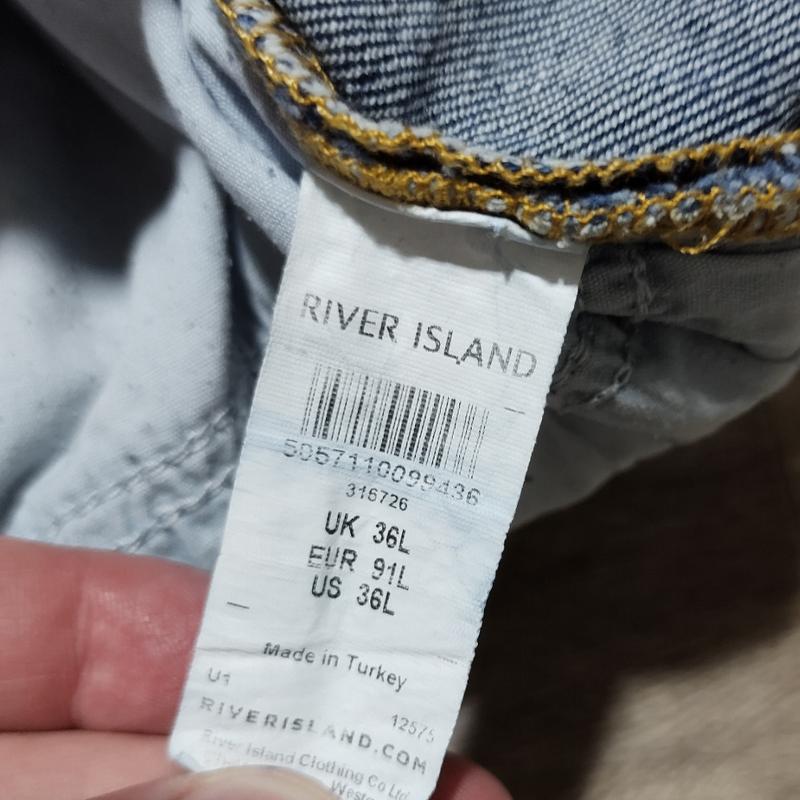 RIVER ISLAND
5057110099436
316726
UK 36L
EUR 91L
US 36L
Made in Turkey
U1
12575
RIVERISLAND.COM
River Island Clothing Co Ltd